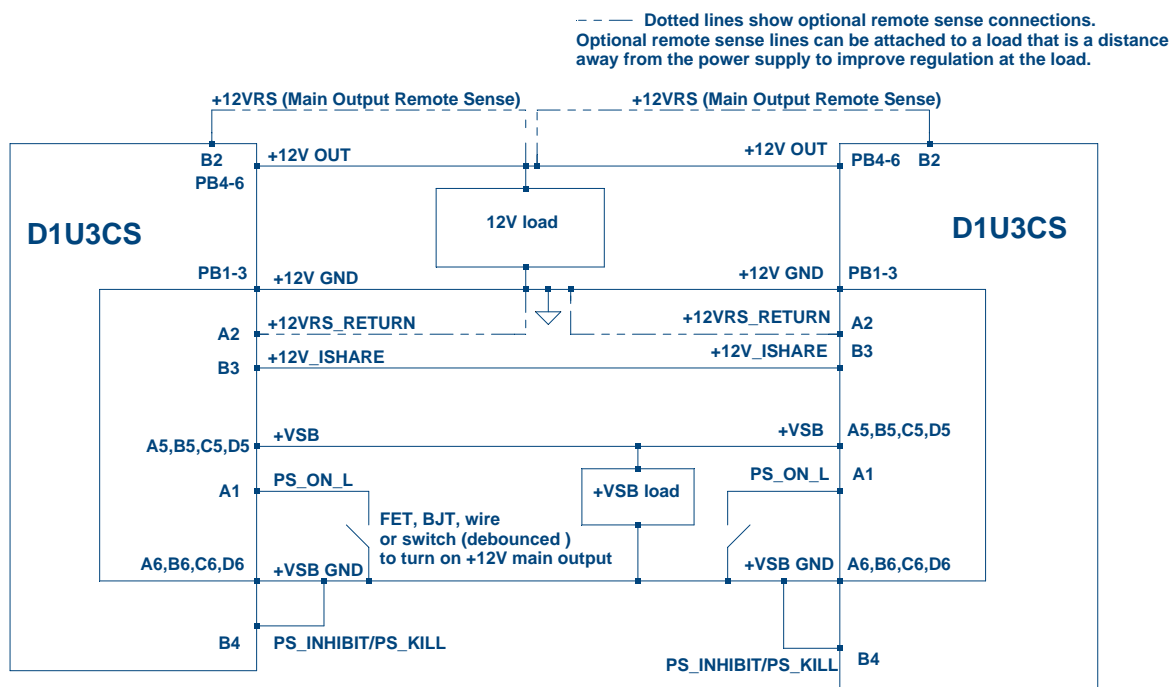 Dotted lines show optional remote sense connections.
Optional remote sense lines can be attached to a load that is a distance
away from the power supply to improve regulation at the load.
+12VRS (Main Output Remote Sense)
+12VRS (Main Output Remote Sense)
B2
+12V OUT
+12V OUT
PB4-6
B2
PB4-6
D1U3CS
12V load
D1U3CS
PB1-3
+12V GND
+12V GND
PB1-3
A2
+12VRS_RETURN
+12VRS_RETURN
A2
B3
+12V_ISHARE
+12V_ISHARE
B3
A5,B5,C5,D5
+VSB
+VSB
A5,B5,C5,D5
A1
PS_ON_L
+VSB load
PS_ON_L
A1
FET, BJT, wire
or switch (debounced )
to turn on +12V main output
A6,B6,C6,D6
+VSB GND
+VSB GND
A6,B6,C6,D6
B4
PS_INHIBIT/PS_KILL
PS_INHIBIT/PS_KILL
B4